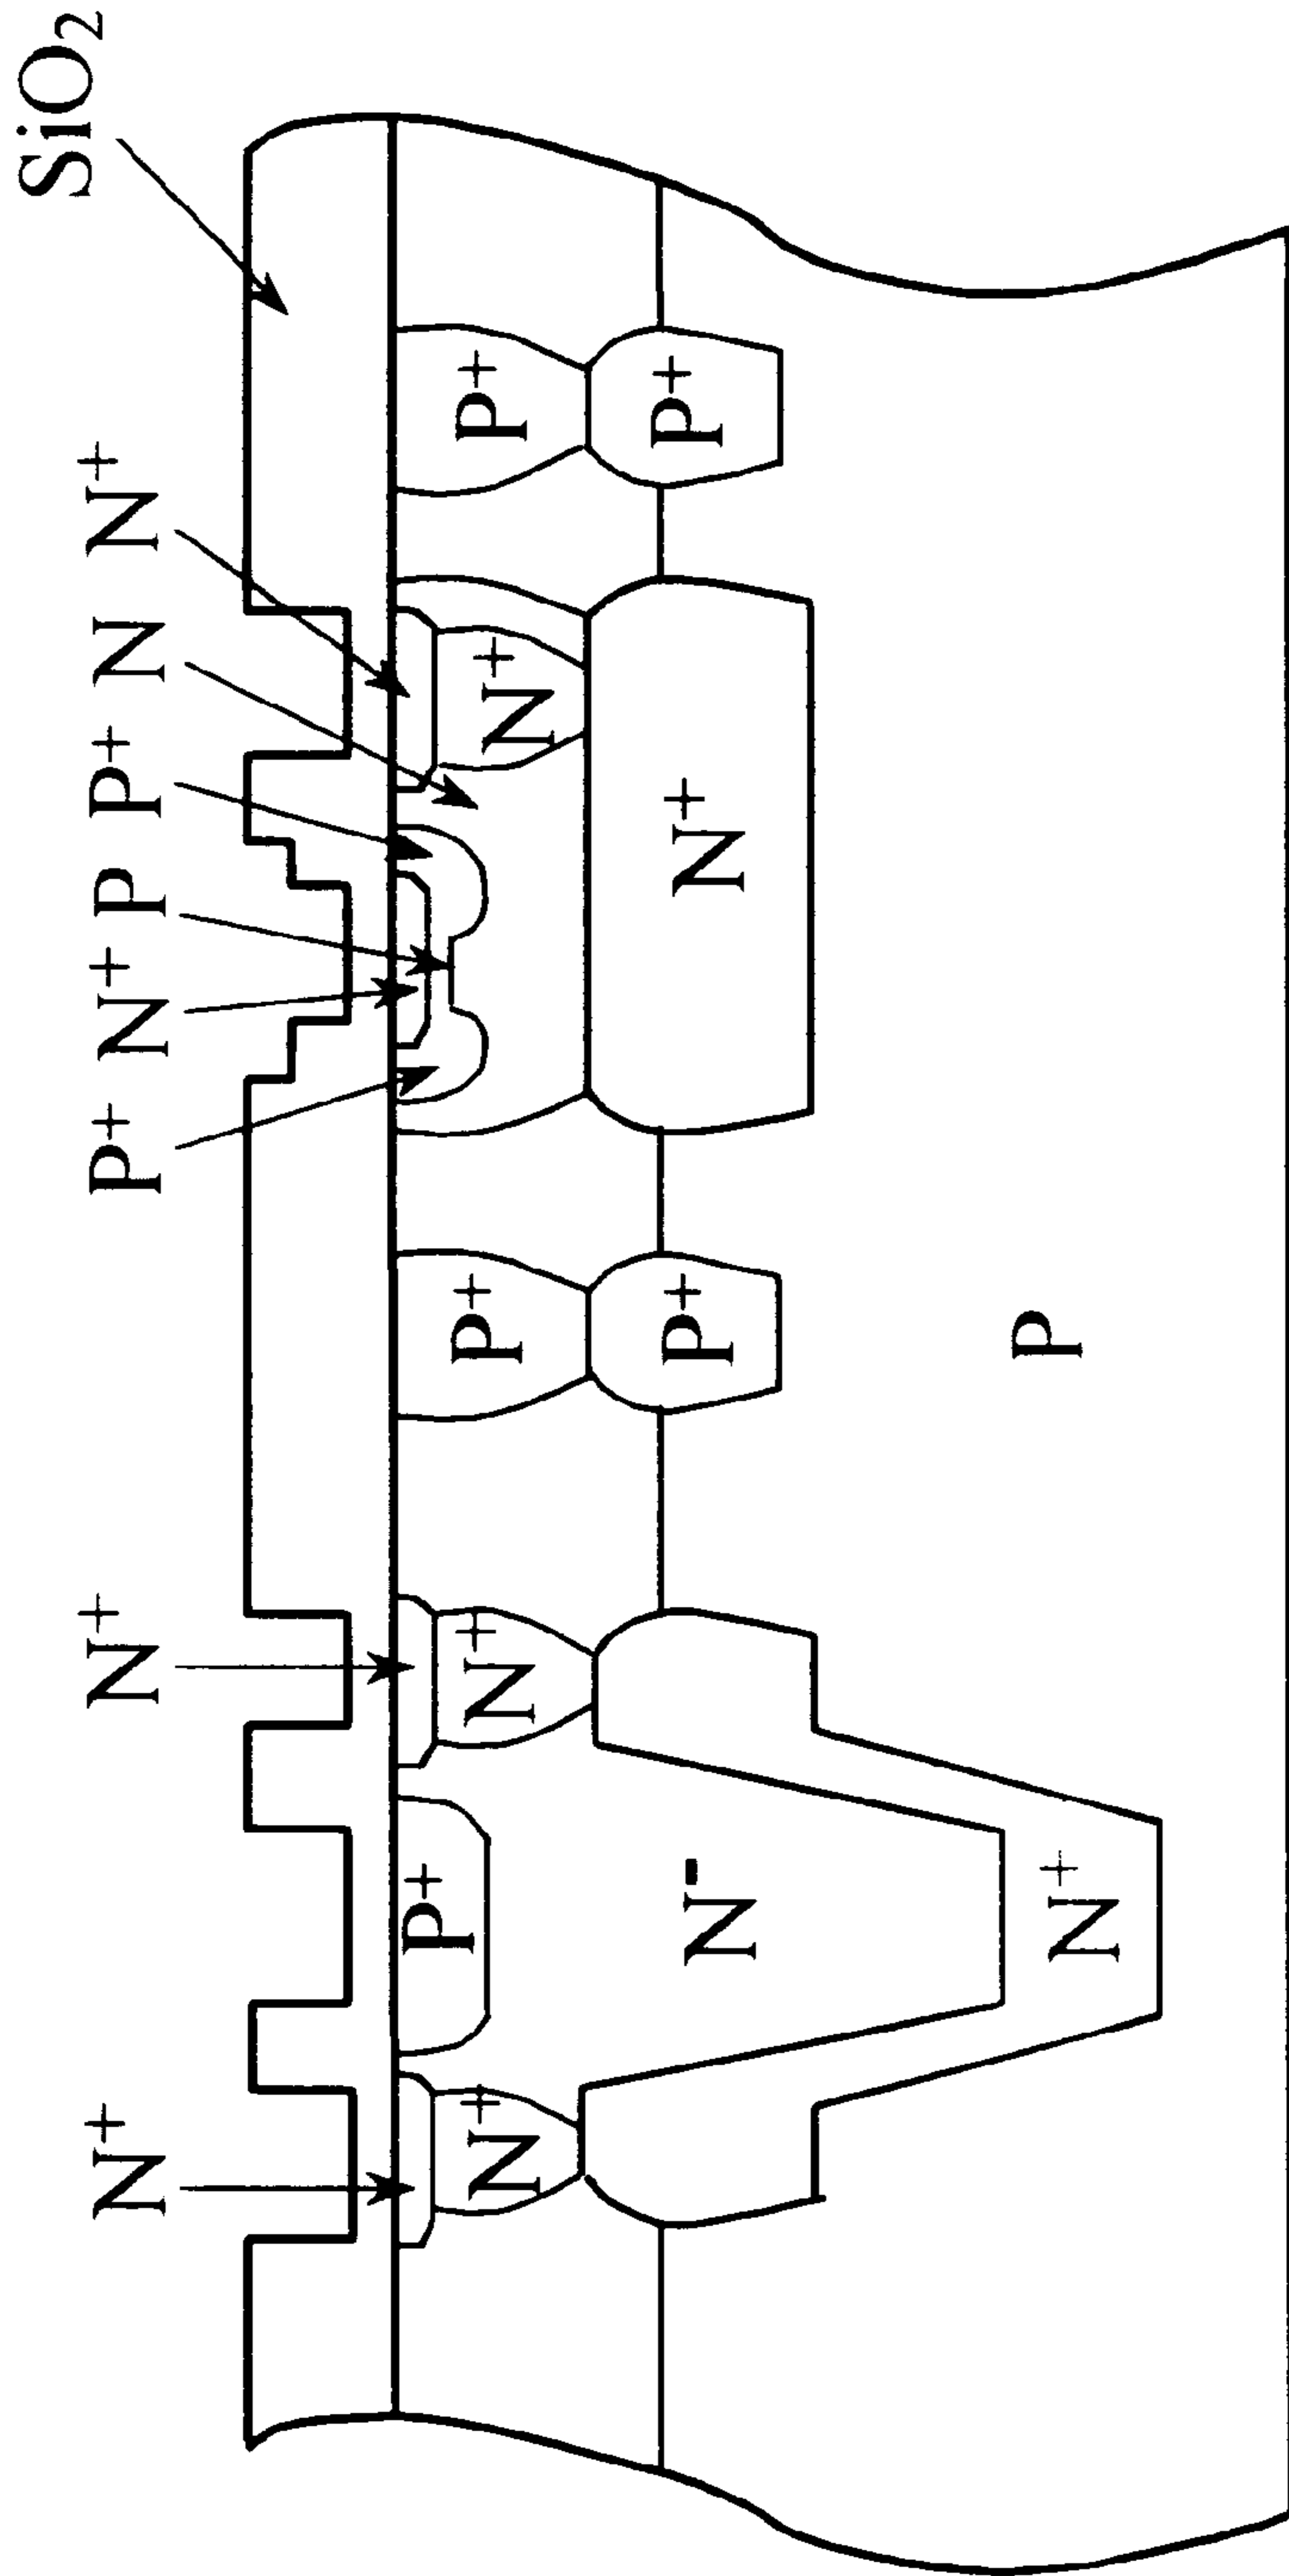 SiO₂
N⁺ N⁺ P⁺ N⁺ P P⁺ N N⁺
N⁺ P⁺ N⁺ P⁺ N⁺ P⁺
N⁻ P⁺ N⁺ P⁺
N⁺ P